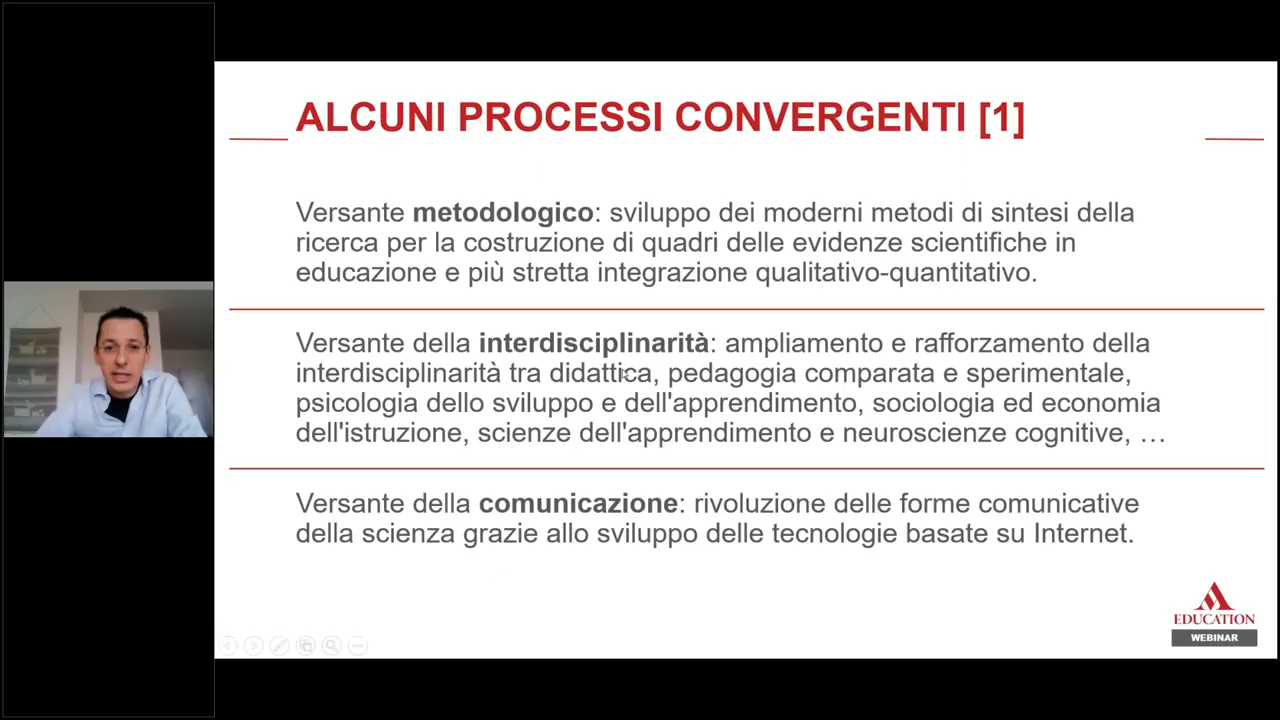 ALCUNI PROCESSI CONVERGENTI [1]
Versante metodologico: sviluppo dei moderni metodi di sintesi della
ricerca per la costruzione di quadri delle evidenze scientifiche in
educazione e più stretta integrazione qualitativo-quantitativo.
Versante della interdisciplinarità: ampliamento e rafforzamento della
interdisciplinarità tra didattica, pedagogia comparata e sperimentale,
psicologia dello sviluppo e dell'apprendimento, sociologia ed economia
dell'istruzione, scienze dell'apprendimento e neuroscienze cognitive, …
Versante della comunicazione: rivoluzione delle forme comunicative
della scienza grazie allo sviluppo delle tecnologie basate su Internet.
EDUCATION
WEBINAR